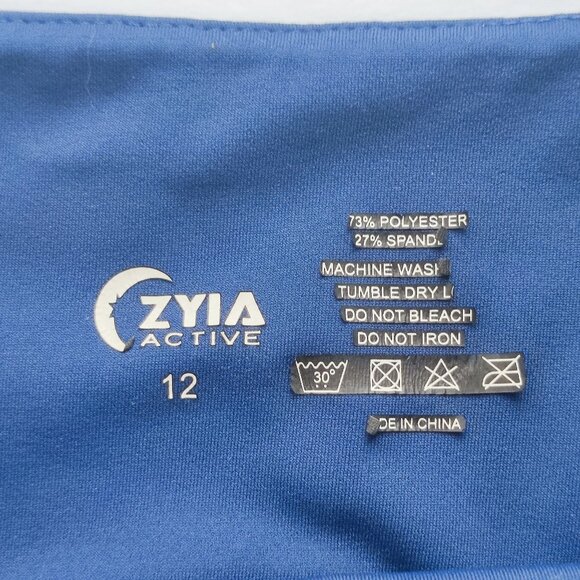 73% POLYESTER
27% SPAND
MACHINE WASH
TUMBLE DRY L
DO NOT BLEACH
DO NOT IRON
30°
DE IN CHINA
ZYIA
ACTIVE
12